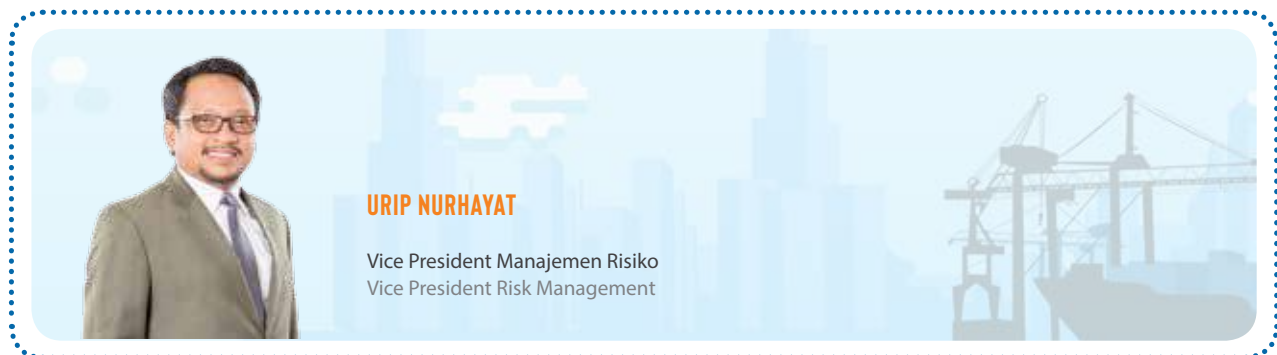 URIP NURHAYAT
Vice President Manajemen Risiko
Vice President Risk Management